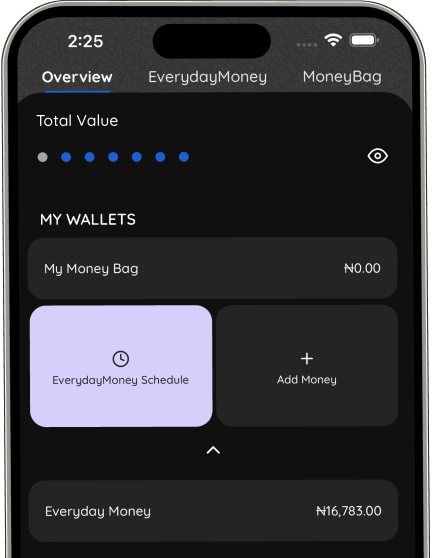 2:25
Overview EverydayMoney MoneyBag
Total Value
MY WALLETS
My Money Bag ₦0.00
EverydayMoney Schedule Add Money
Everyday Money ₦16,783.00